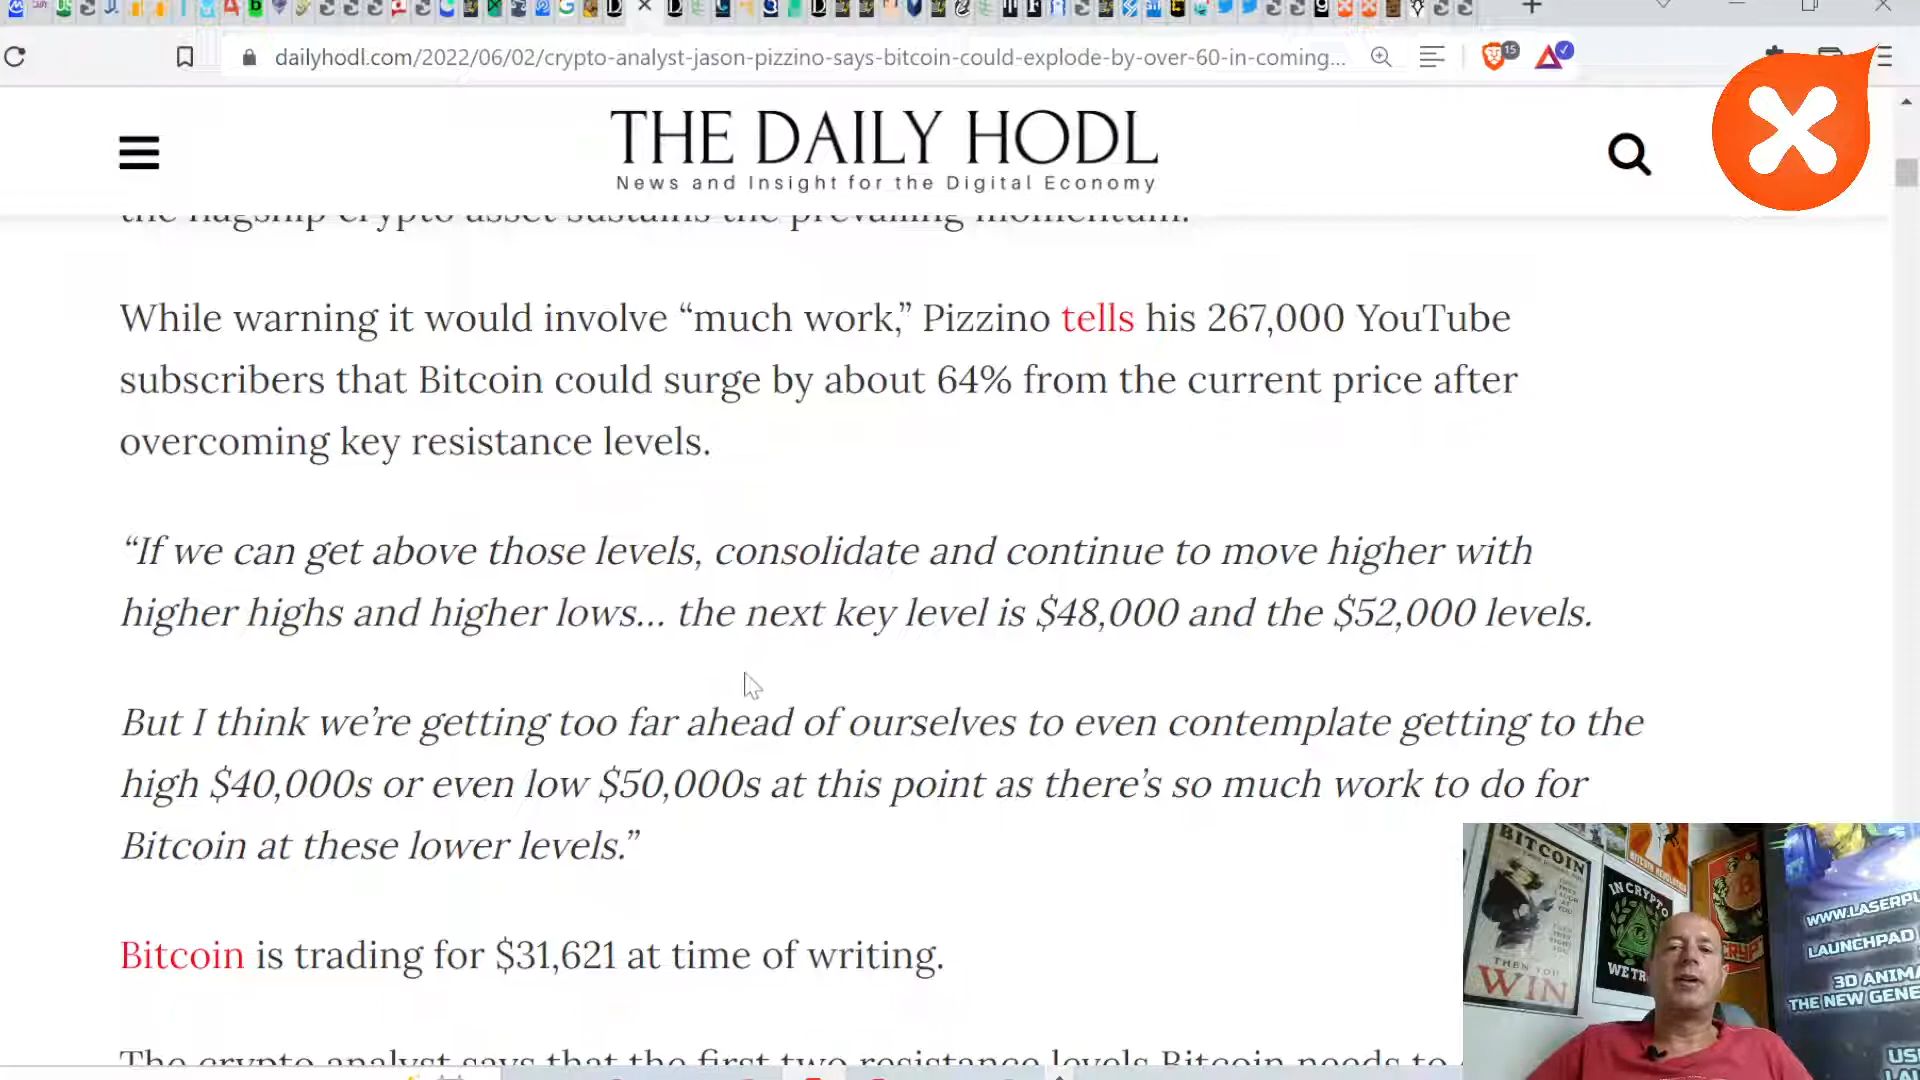 dailyhodl.com/2022/06/02/crypto-analyst-jason-pizzino-says-bitcoin-could-explode-by-over-60-in-coming...
15
THE DAILY HODL
News and Insight for the Digital Economy
the flagship crypto asset sustains the prevailing momentum.
While warning it would involve “much work,” Pizzino tells his 267,000 YouTube
subscribers that Bitcoin could surge by about 64% from the current price after
overcoming key resistance levels.
“If we can get above those levels, consolidate and continue to move higher with
higher highs and higher lows… the next key level is $48,000 and the $52,000 levels.
But I think we’re getting too far ahead of ourselves to even contemplate getting to the
high $40,000s or even low $50,000s at this point as there’s so much work to do for
Bitcoin at these lower levels.”
Bitcoin is trading for $31,621 at time of writing.
The crypto analyst says that the first two resistance levels Bitcoin needs to
BITCOIN
THEN YOU
WIN
IN CRYPTO
WE TR
CRYP
WWW.LASERPU
LAUNCHPAD
3D ANIMA
THE NEW GENE